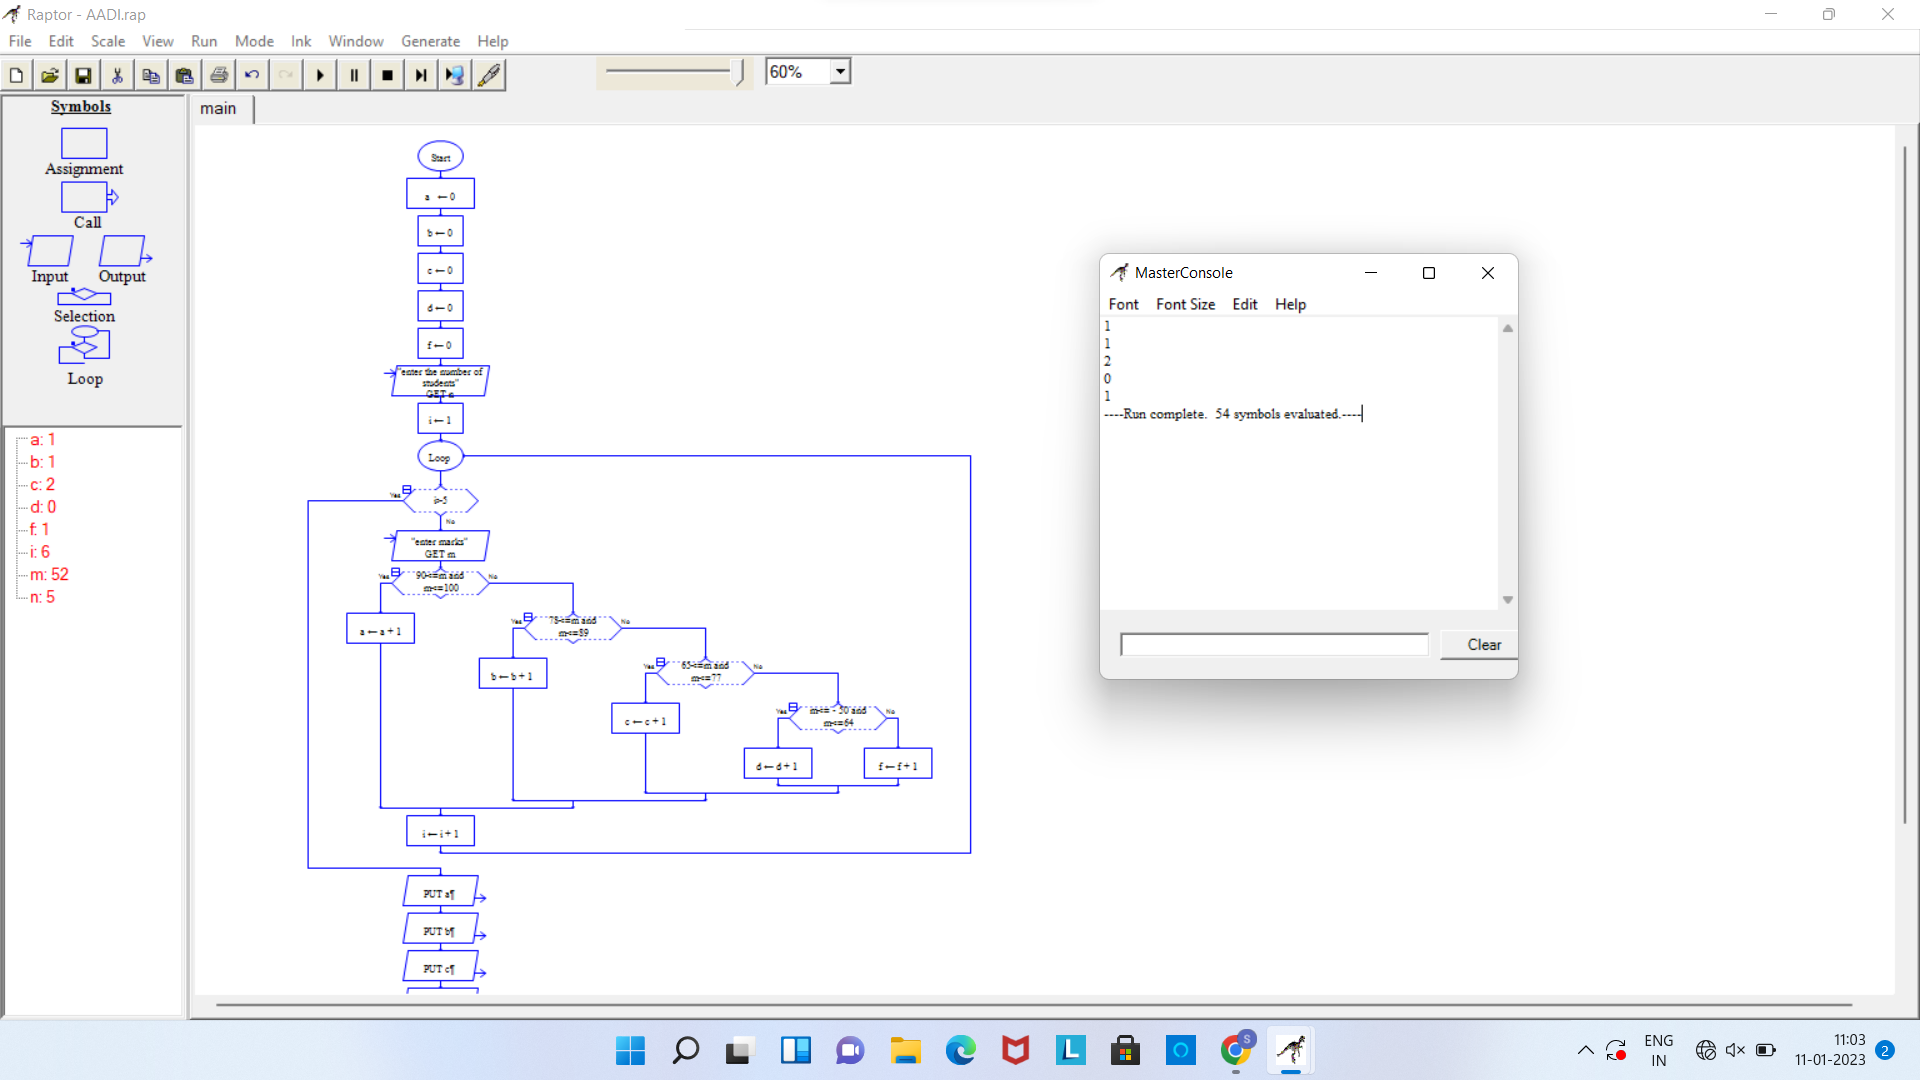 Raptor - AADI.rap
File Edit Scale View Run Mode Ink Window Generate Help
60%
Symbols
main
Assignment
Call
Input Output
Selection
Loop
a: 1
b: 1
c: 2
d: 0
f: 1
i: 6
m: 52
n: 5
Start
a ←0
b←0
c←0
d←0
f←0
"enter the number of
students"
GET n
i←1
Loop
Yes
i>5
No
"enter marks"
GET m
Yes
90<=m and
m<=100
No
a←a+1
Yes
78<=m and
m<=89
No
b←b+1
Yes
65<=m and
m<=77
No
c←c+1
Yes
m<= - 50 and
m<=64
No
d←d+1
f←f+1
i←i+1
PUT a¶
PUT b¶
PUT c¶
MasterConsole
Font Font Size Edit Help
1
1
2
0
1
----Run complete.  54 symbols evaluated.----
Clear
ENG
IN
11:03
11-01-2023
2